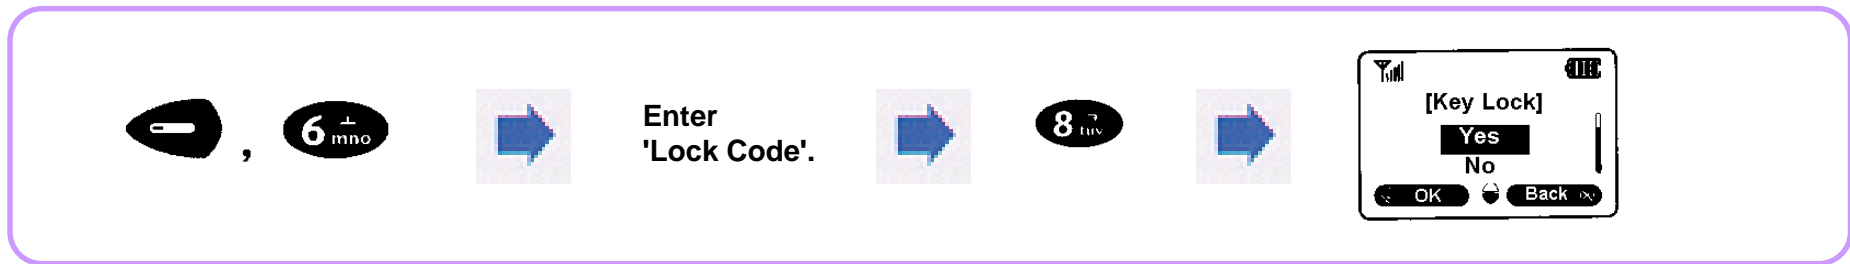 , 6 mno
Enter
'Lock Code'.
8 tuv
[Key Lock]
Yes
No
OK Back